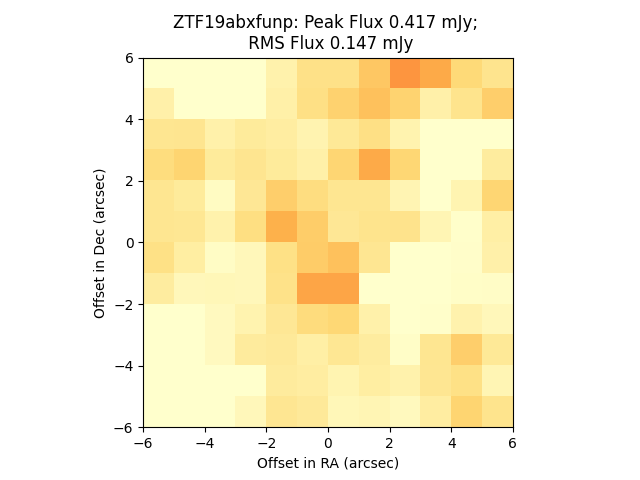 ZTF19abxfunp: Peak Flux 0.417 mJy;
RMS Flux 0.147 mJy
6
4
2
0
−2
−4
−6
Offset in Dec (arcsec)
−6 −4 −2 0 2 4 6
Offset in RA (arcsec)